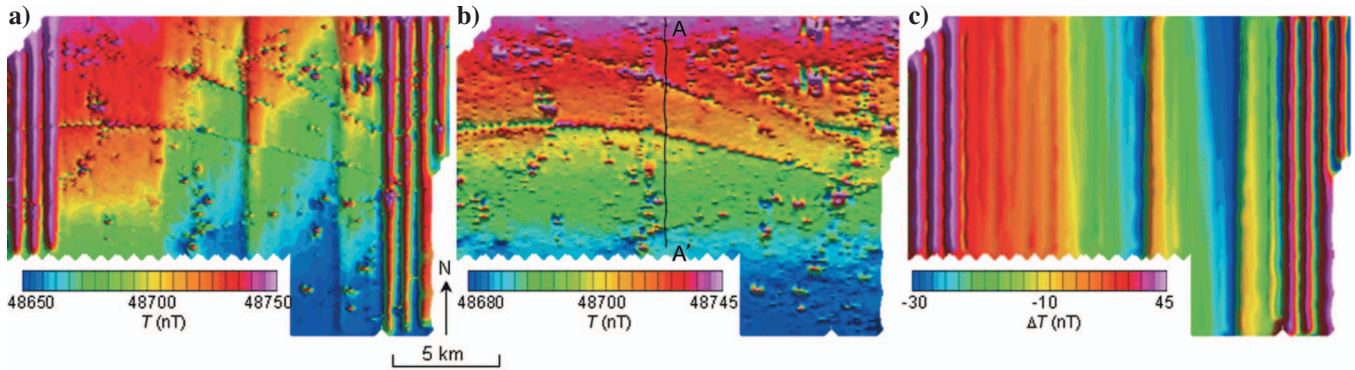 a)
b)
c)
A
A′
N
48650 48700 48750
T (nT)
48680 48700 48745
T (nT)
-30 -10 45
ΔT (nT)
5 km